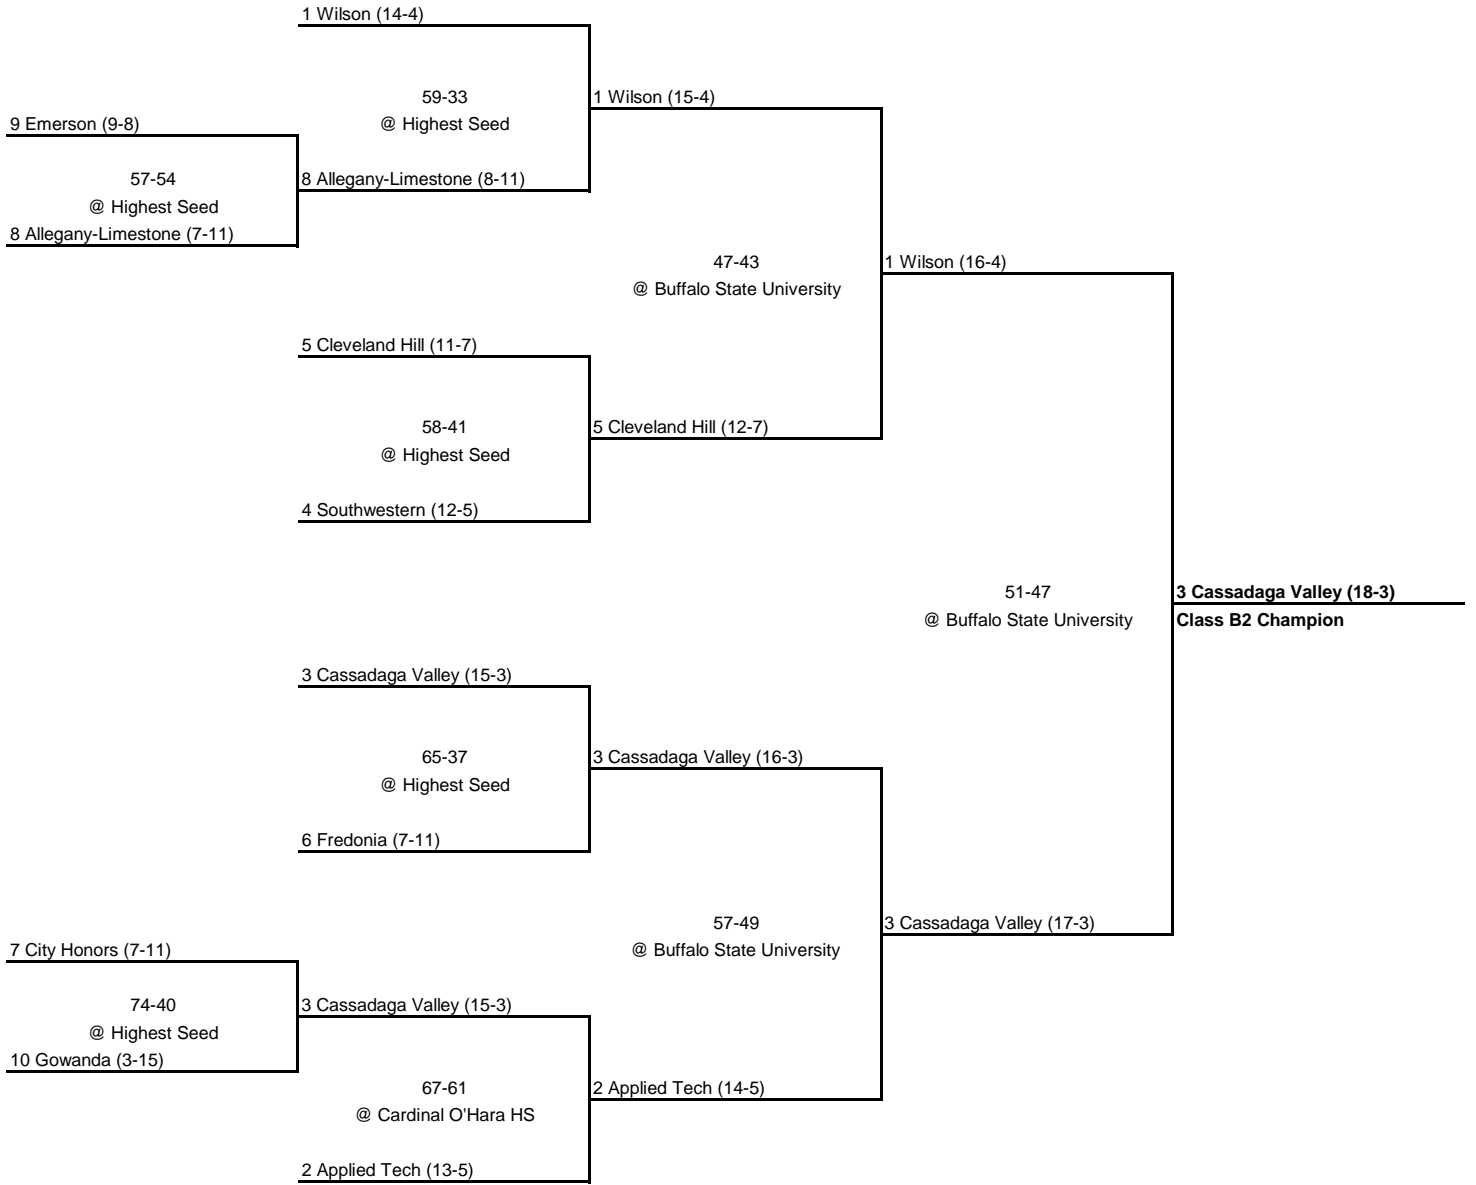 1 Wilson (14-4)
59-33
@ Highest Seed
1 Wilson (15-4)
9 Emerson (9-8)
57-54
@ Highest Seed
8 Allegany-Limestone (8-11)
8 Allegany-Limestone (7-11)
47-43
@ Buffalo State University
1 Wilson (16-4)
5 Cleveland Hill (11-7)
58-41
@ Highest Seed
5 Cleveland Hill (12-7)
4 Southwestern (12-5)
51-47
@ Buffalo State University
3 Cassadaga Valley (18-3)
Class B2 Champion
3 Cassadaga Valley (15-3)
65-37
@ Highest Seed
3 Cassadaga Valley (16-3)
6 Fredonia (7-11)
57-49
@ Buffalo State University
3 Cassadaga Valley (17-3)
7 City Honors (7-11)
74-40
@ Highest Seed
3 Cassadaga Valley (15-3)
10 Gowanda (3-15)
67-61
@ Cardinal O'Hara HS
2 Applied Tech (14-5)
2 Applied Tech (13-5)